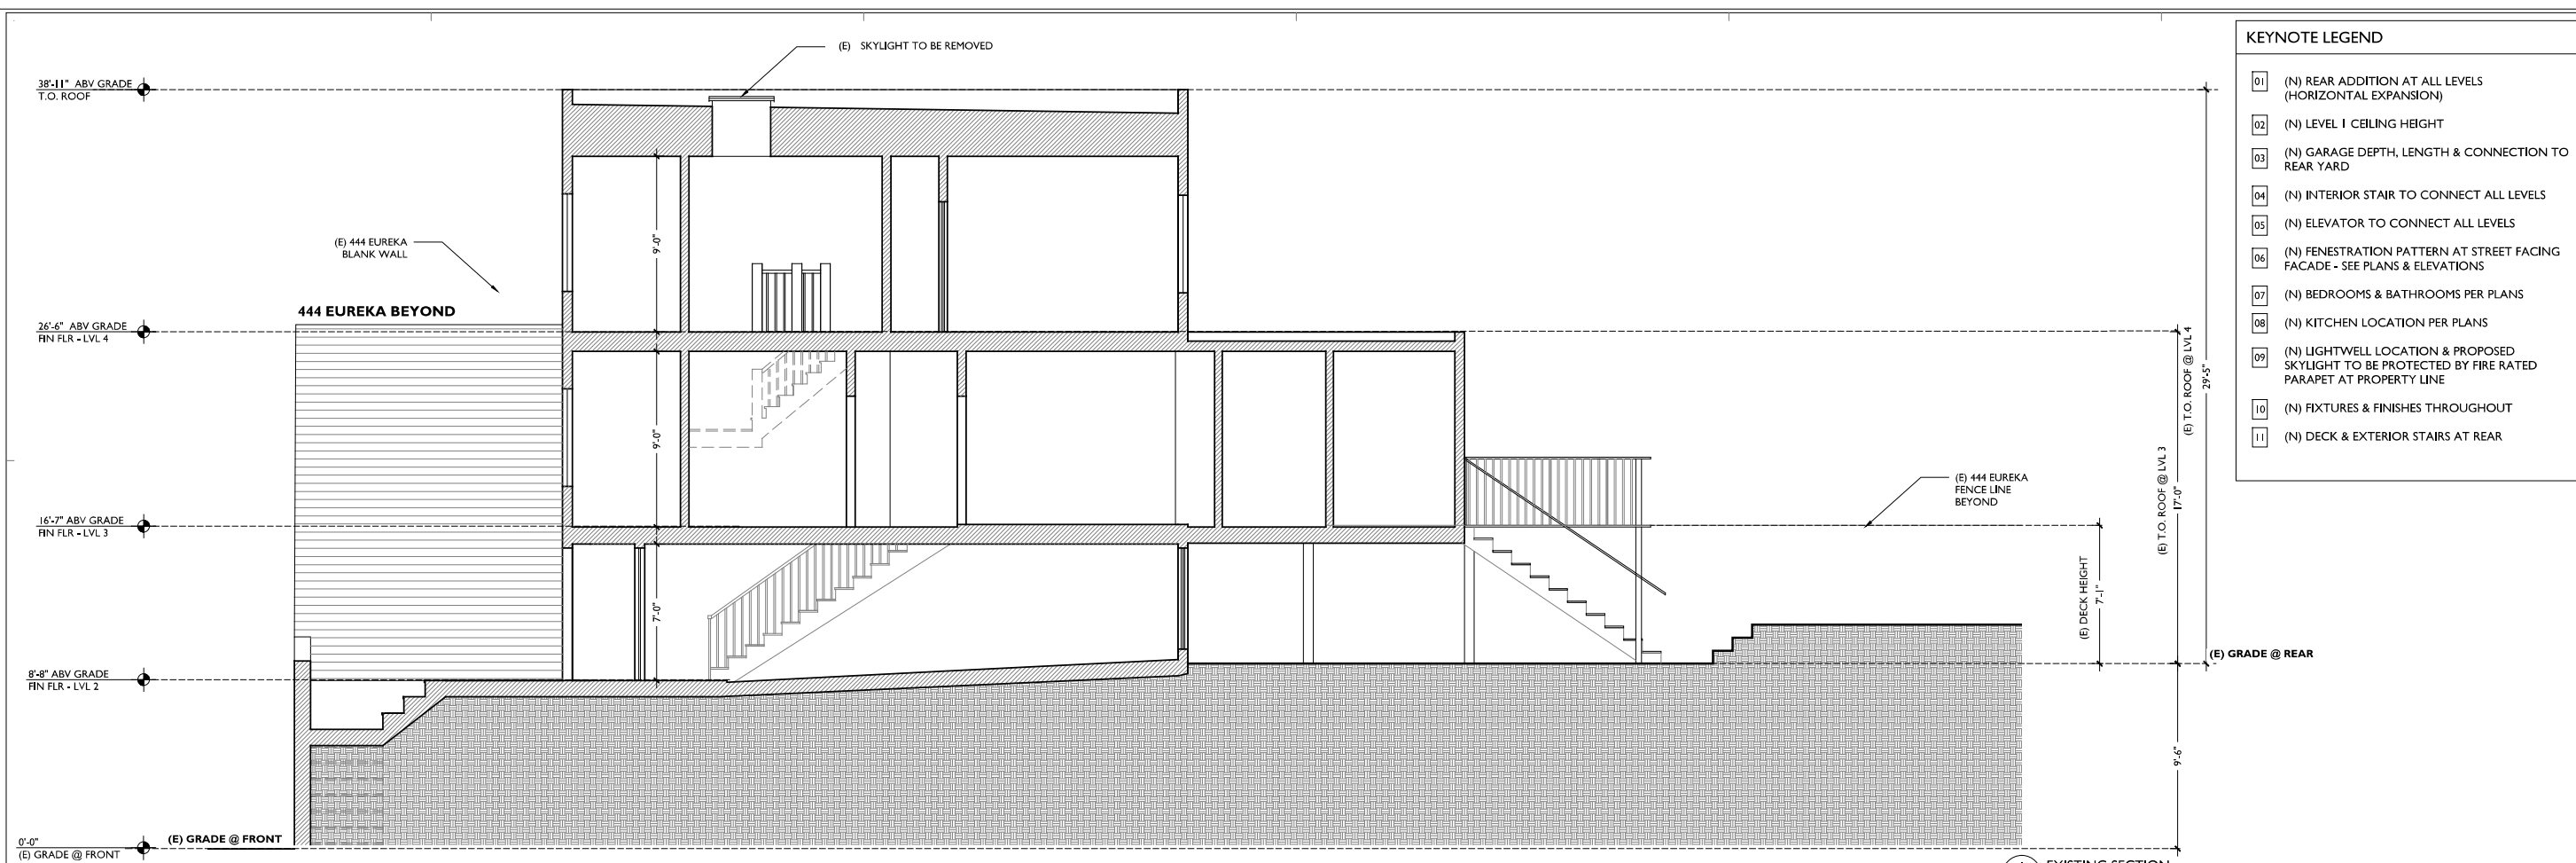 (E) SKYLIGHT TO BE REMOVED
38'-11" ABV GRADE
T.O. ROOF
(E) 444 EUREKA
BLANK WALL
444 EUREKA BEYOND
26'-6" ABV GRADE
FIN FLR - LVL 4
16'-7" ABV GRADE
FIN FLR - LVL 3
8'-8" ABV GRADE
FIN FLR - LVL 2
0'-0"
(E) GRADE @ FRONT
(E) GRADE @ FRONT
9'-0"
9'-0"
7'-0"
(E) 444 EUREKA
FENCE LINE
BEYOND
(E) DECK HEIGHT
7'-1"
(E) T.O. ROOF @ LVL 3
17'-0"
(E) T.O. ROOF @ LVL 4
29'-5"
(E) GRADE @ REAR
9'-6"
KEYNOTE LEGEND
01 (N) REAR ADDITION AT ALL LEVELS
(HORIZONTAL EXPANSION)
02 (N) LEVEL 1 CEILING HEIGHT
03 (N) GARAGE DEPTH, LENGTH & CONNECTION TO
REAR YARD
04 (N) INTERIOR STAIR TO CONNECT ALL LEVELS
05 (N) ELEVATOR TO CONNECT ALL LEVELS
06 (N) FENESTRATION PATTERN AT STREET FACING
FACADE - SEE PLANS & ELEVATIONS
07 (N) BEDROOMS & BATHROOMS PER PLANS
08 (N) KITCHEN LOCATION PER PLANS
09 (N) LIGHTWELL LOCATION & PROPOSED
SKYLIGHT TO BE PROTECTED BY FIRE RATED
PARAPET AT PROPERTY LINE
10 (N) FIXTURES & FINISHES THROUGHOUT
11 (N) DECK & EXTERIOR STAIRS AT REAR
EXISTING SECTION